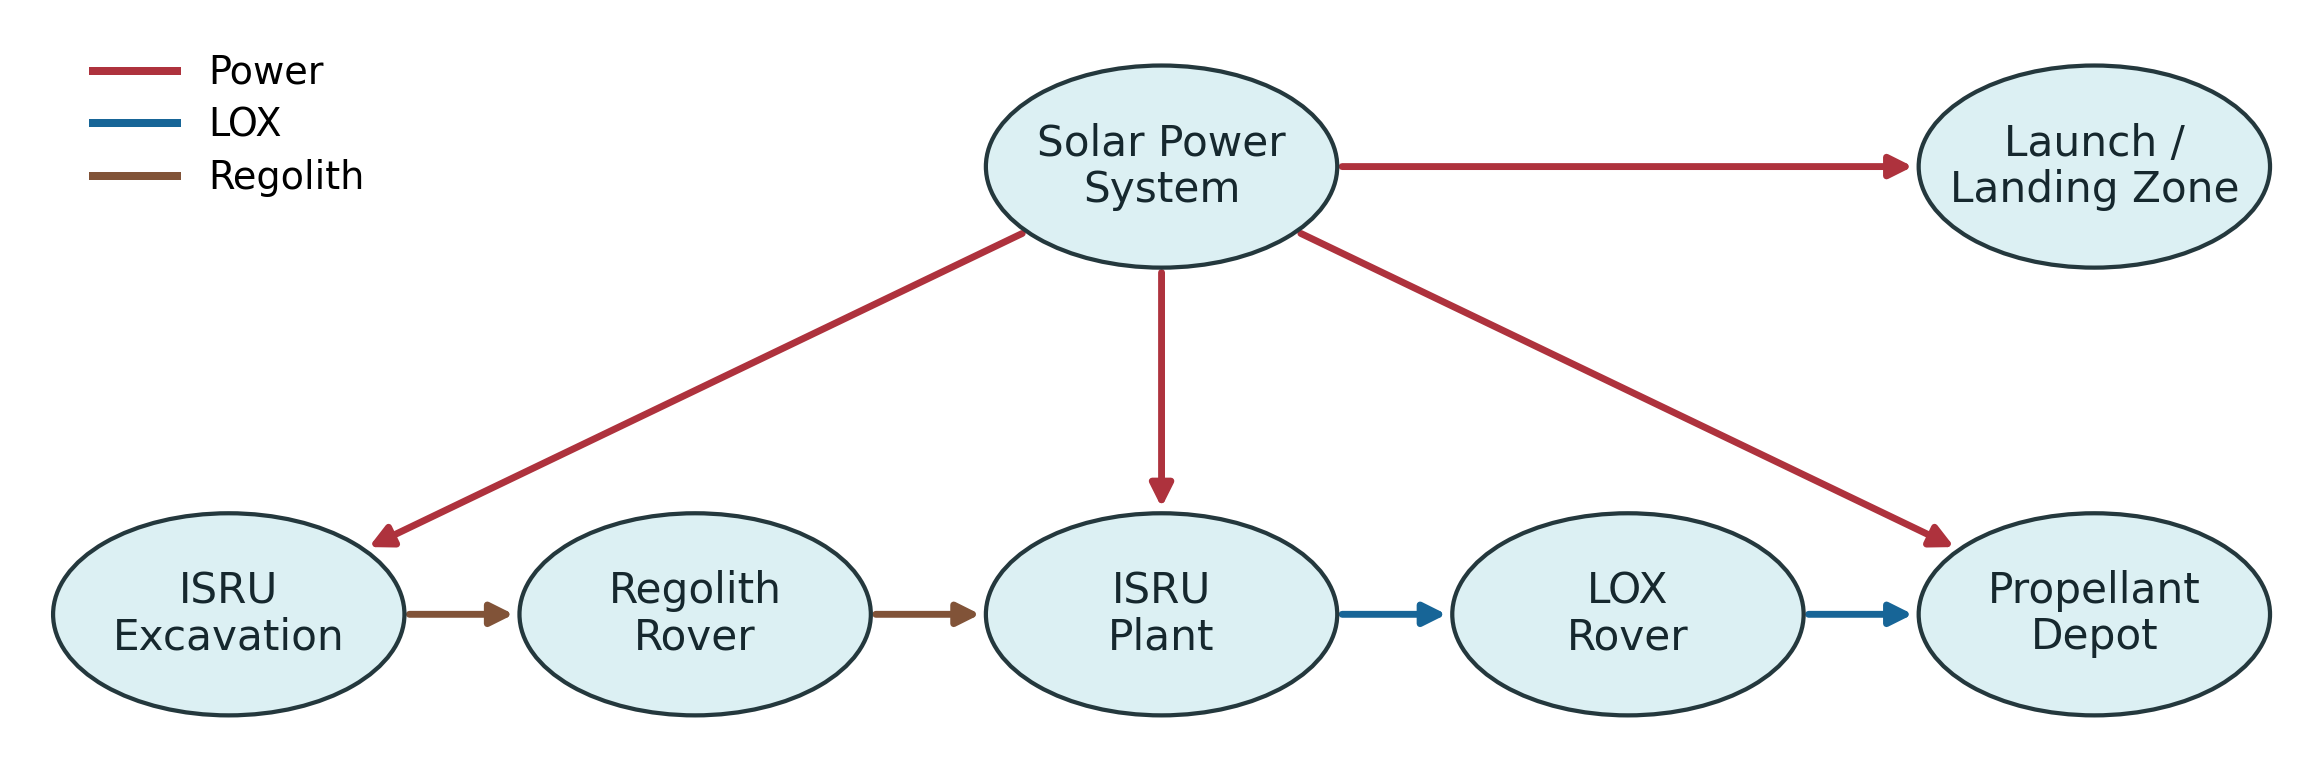 Power
LOX
Regolith
Solar Power
System
Launch /
Landing Zone
ISRU
Excavation
Regolith
Rover
ISRU
Plant
LOX
Rover
Propellant
Depot